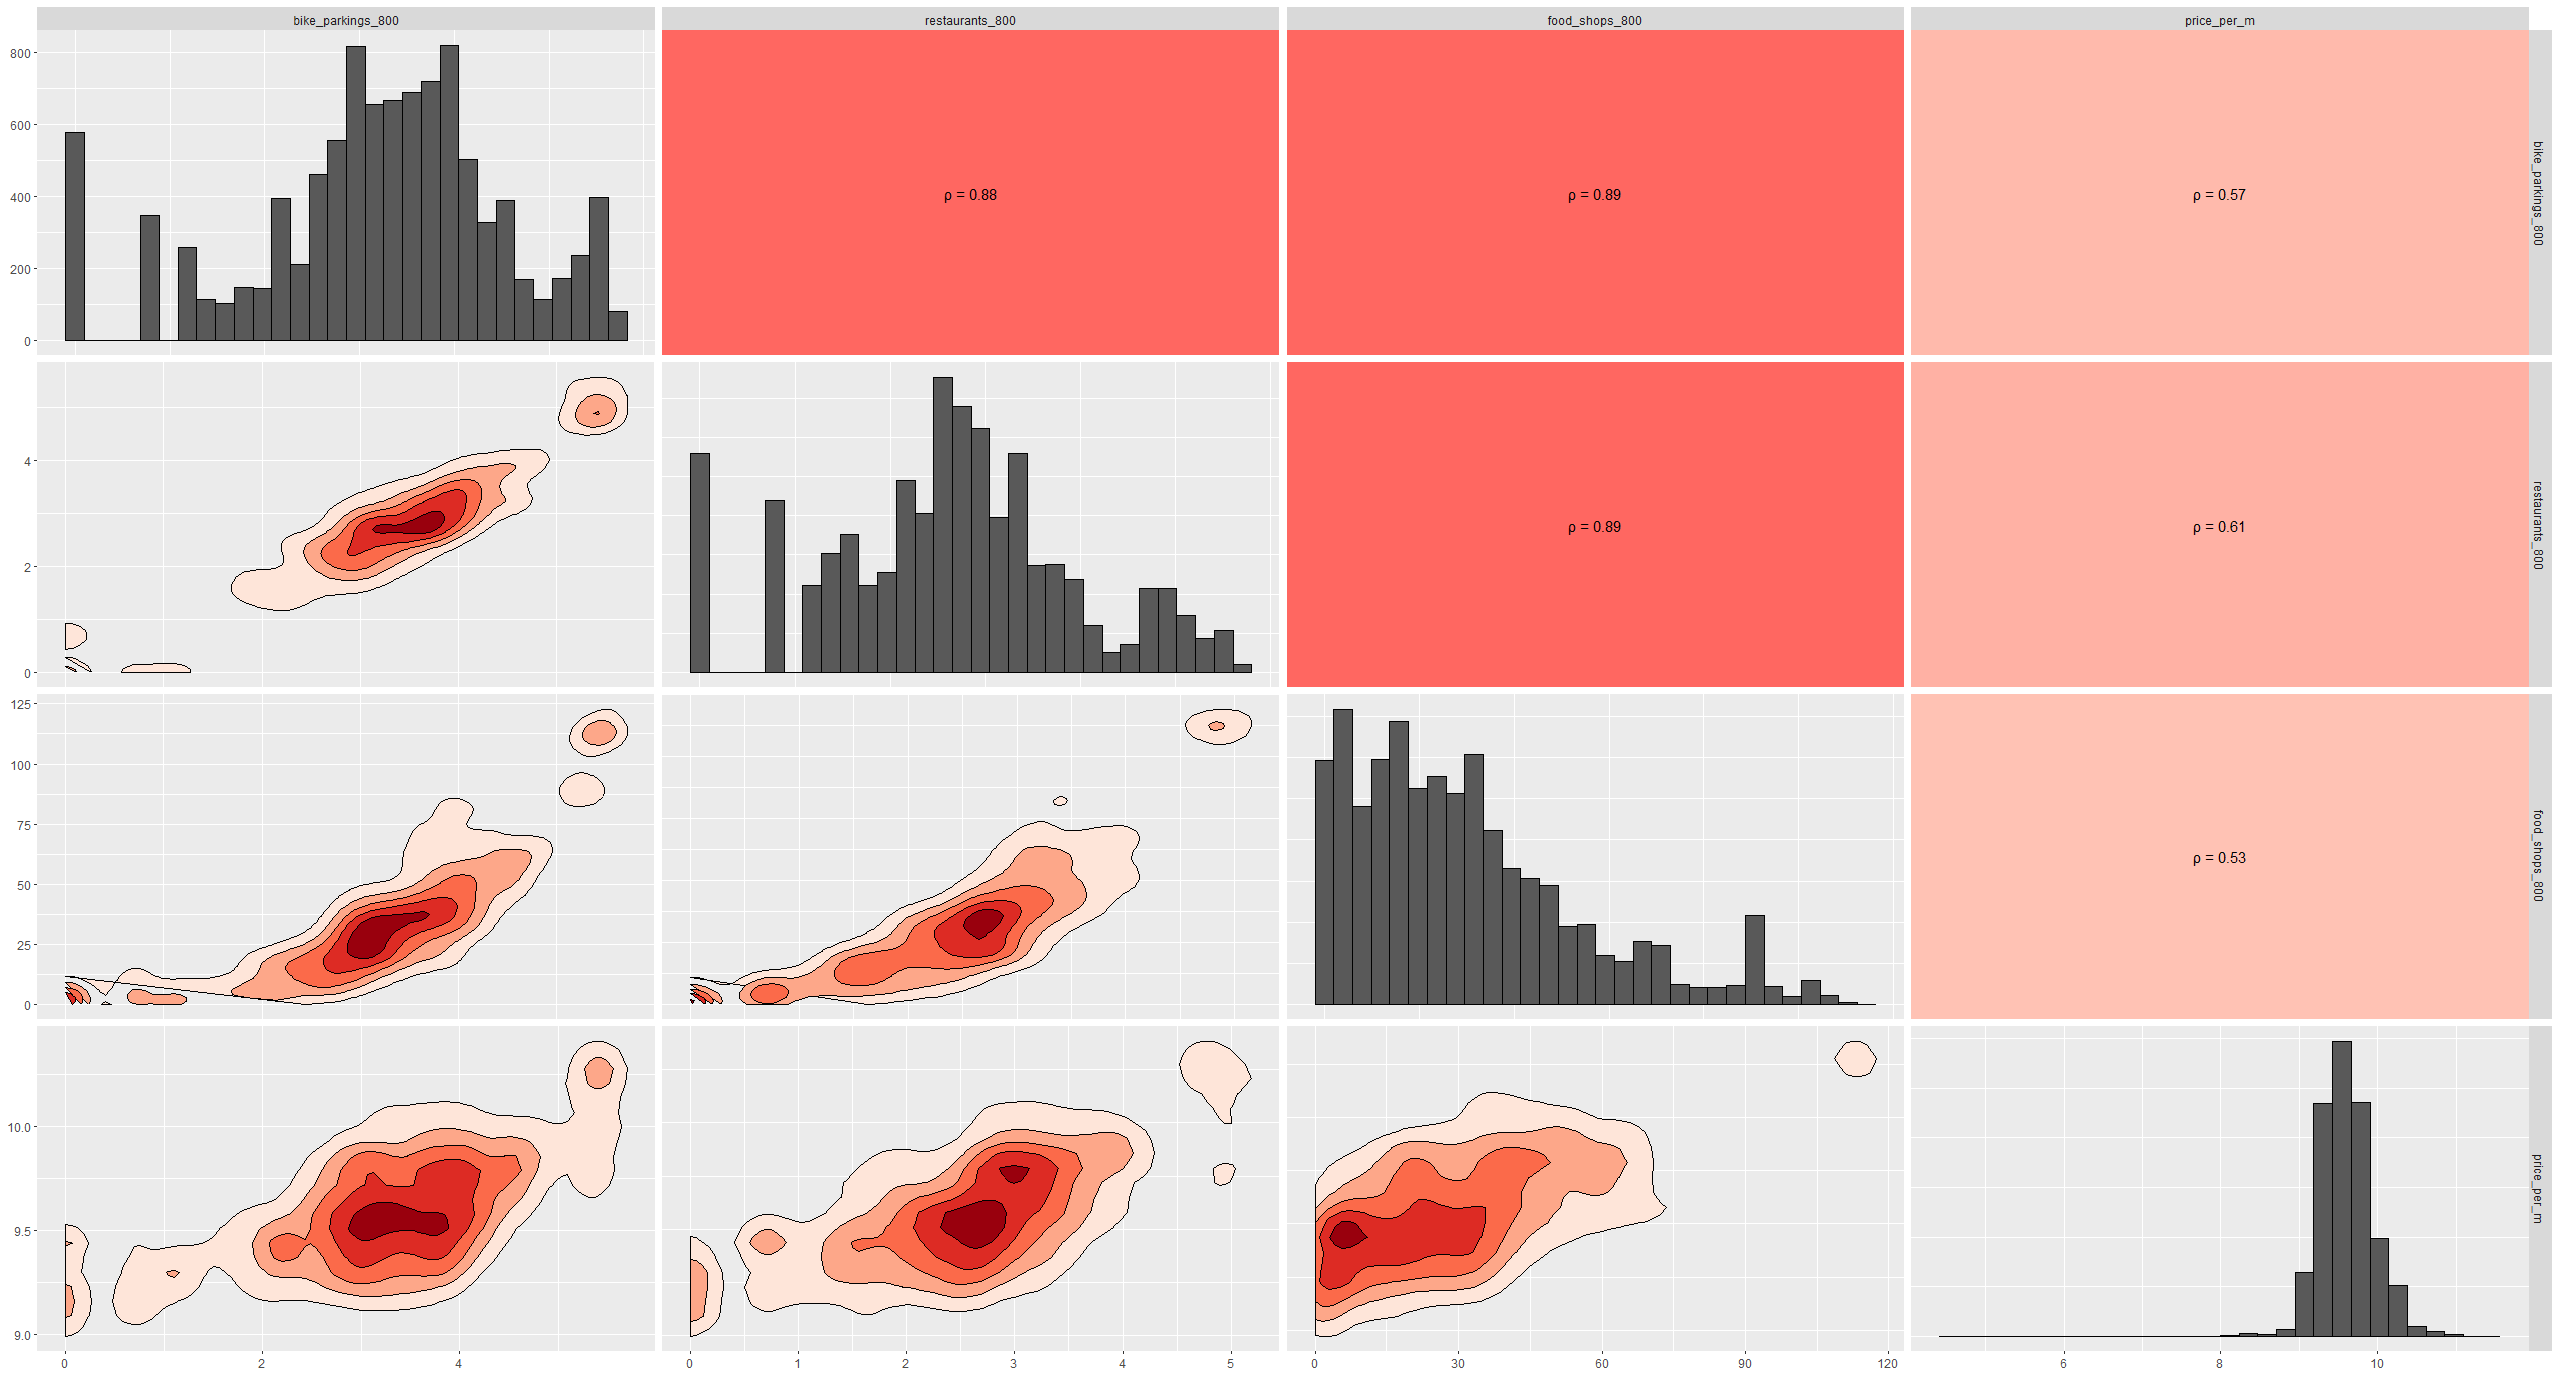 bike_parkings_800
restaurants_800
food_shops_800
price_per_m
800
600
400
200
0
ρ = 0.88
ρ = 0.89
ρ = 0.57
bike_parkings_800
4
2
0
ρ = 0.89
ρ = 0.61
restaurants_800
125
100
75
50
25
0
ρ = 0.53
food_shops_800
10.0
9.5
9.0
price_per_m
0 2 4
0 1 2 3 4 5
0 30 60 90 120
6 8 10